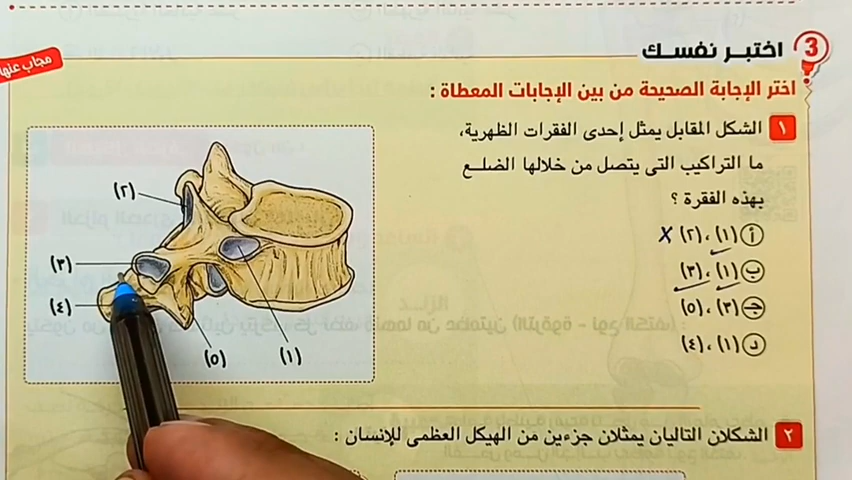 3 اختبر نفسك
مجاب عنها
اختر الإجابة الصحيحة من بين الإجابات المعطاة :
١ الشكل المقابل يمثل إحدى الفقرات الظهرية،
ما التراكيب التى يتصل من خلالها الضلع
بهذه الفقرة ؟
أ (١)، (٢) X
ب (١)، (٣)
جـ (٣)، (٥)
د (١)، (٤)
(٢)
(٣)
(٤)
(٥)
(١)
٢ الشكلان التاليان يمثلان جزءين من الهيكل العظمى للإنسان :